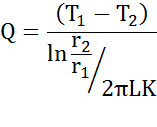 Q = (T₁ − T₂) / (ln(r₂/r₁) / 2πLK)